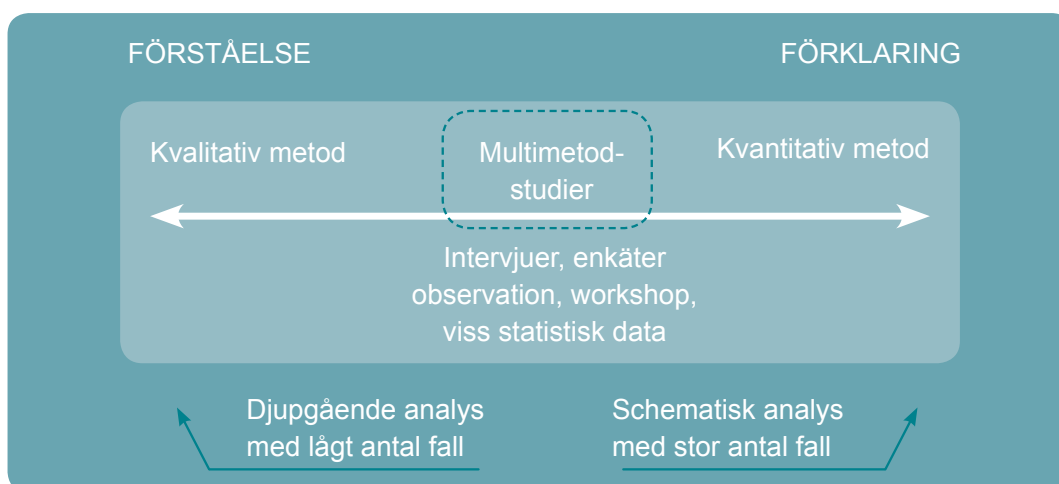 FÖRSTÅELSE
FÖRKLARING
Kvalitativ metod
Multimetod-
studier
Kvantitativ metod
Intervjuer, enkäter
observation, workshop,
viss statistisk data
Djupgående analys
med lågt antal fall
Schematisk analys
med stor antal fall